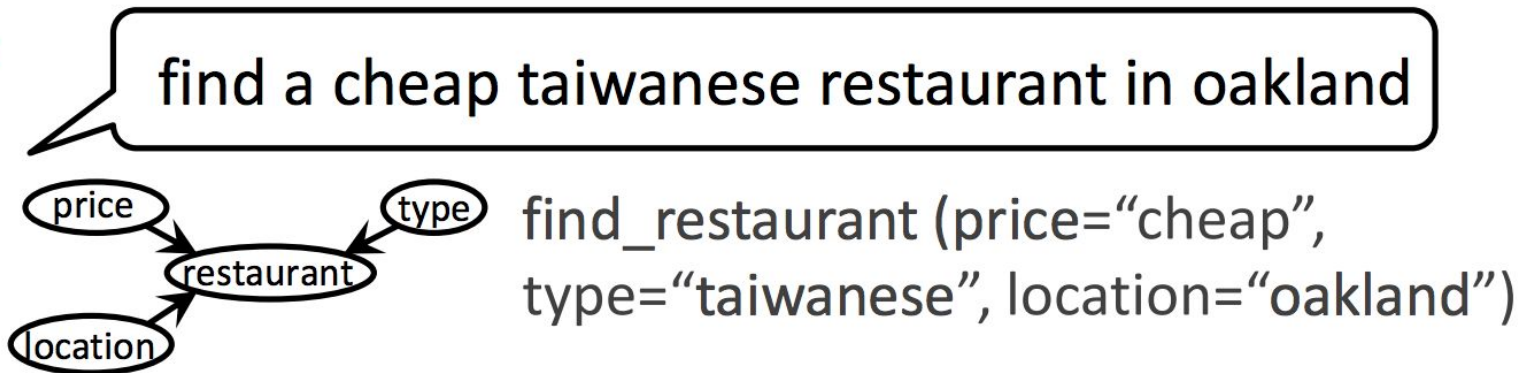 find a cheap taiwanese restaurant in oakland
price
type
restaurant
location
find_restaurant (price=“cheap”,
type=“taiwanese”, location=“oakland”)